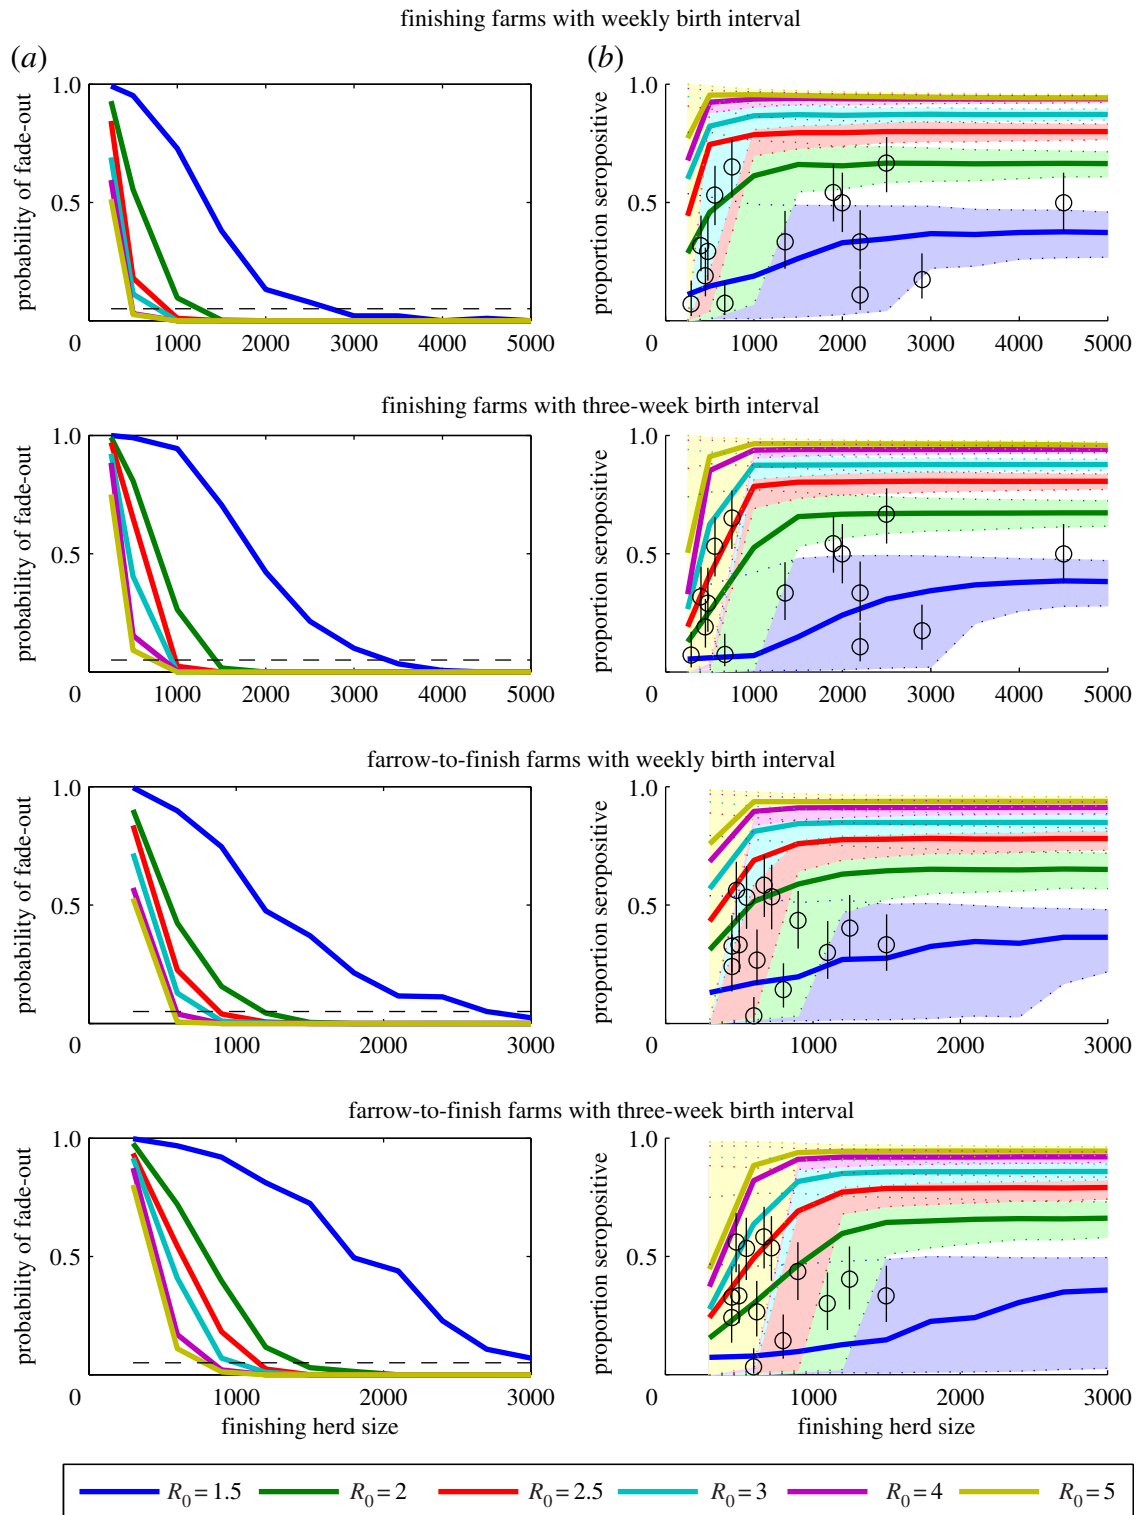 finishing farms with weekly birth interval
(a) (b)
1.0 1.0
0.5 0.5
probability of fade-out proportion seropositive
0 1000 2000 3000 4000 5000 0 1000 2000 3000 4000 5000
finishing farms with three-week birth interval
1.0 1.0
0.5 0.5
probability of fade-out proportion seropositive
0 1000 2000 3000 4000 5000 0 1000 2000 3000 4000 5000
farrow-to-finish farms with weekly birth interval
1.0 1.0
0.5 0.5
probability of fade-out proportion seropositive
0 1000 2000 3000 0 1000 2000 3000
farrow-to-finish farms with three-week birth interval
1.0 1.0
0.5 0.5
probability of fade-out proportion seropositive
0 1000 2000 3000 0 1000 2000 3000
finishing herd size finishing herd size
R0 = 1.5 R0 = 2 R0 = 2.5 R0 = 3 R0 = 4 R0 = 5